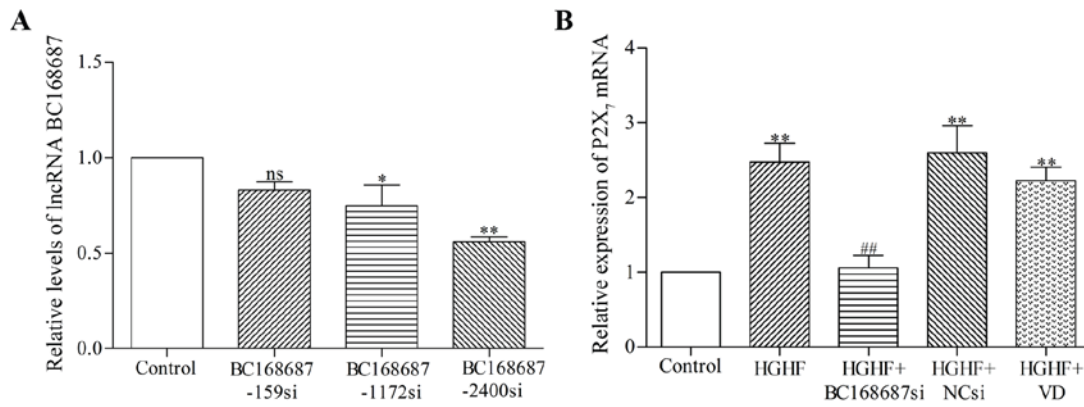 A
Relative levels of lncRNA BC168687
1.5
1.0
0.5
0.0
ns
*
**
Control
BC168687
-159si
BC168687
-1172si
BC168687
-2400si
B
Relative expression of P2X7 mRNA
4
3
2
1
0
**
##
**
**
Control
HGHF
HGHF+
BC168687si
HGHF+
NCsi
HGHF+
VD